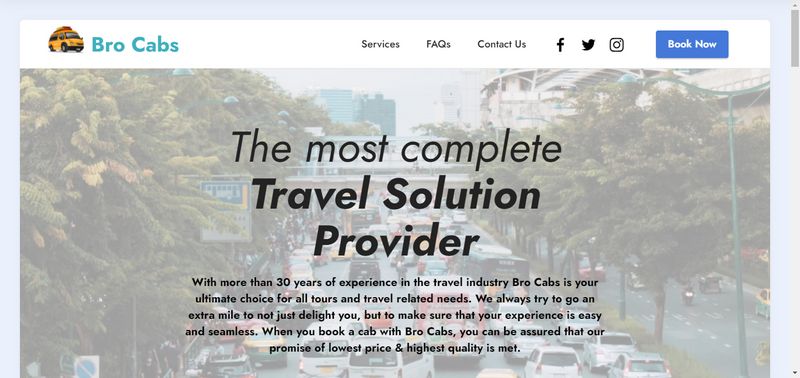 Bro Cabs
Services
FAQs
Contact Us
Book Now
The most complete
Travel Solution
Provider
With more than 30 years of experience in the travel industry Bro Cabs is your
ultimate choice for all tours and travel related needs. We always try to go an
extra mile to not just delight you, but to make sure that your experience is easy
and seamless. When you book a cab with Bro Cabs, you can be assured that our
promise of lowest price & highest quality is met.